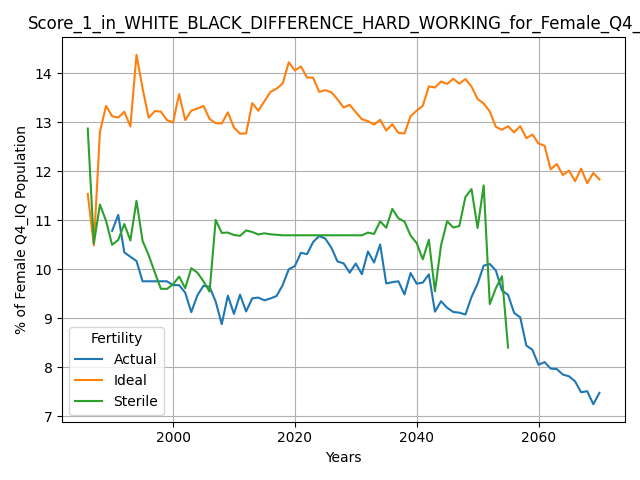 Score_1_in_WHITE_BLACK_DIFFERENCE_HARD_WORKING_for_Female_Q4_
% of Female Q4_IQ Population
14
13
12
11
10
9
8
7
Fertility
Actual
Ideal
Sterile
2000 2020 2040 2060
Years